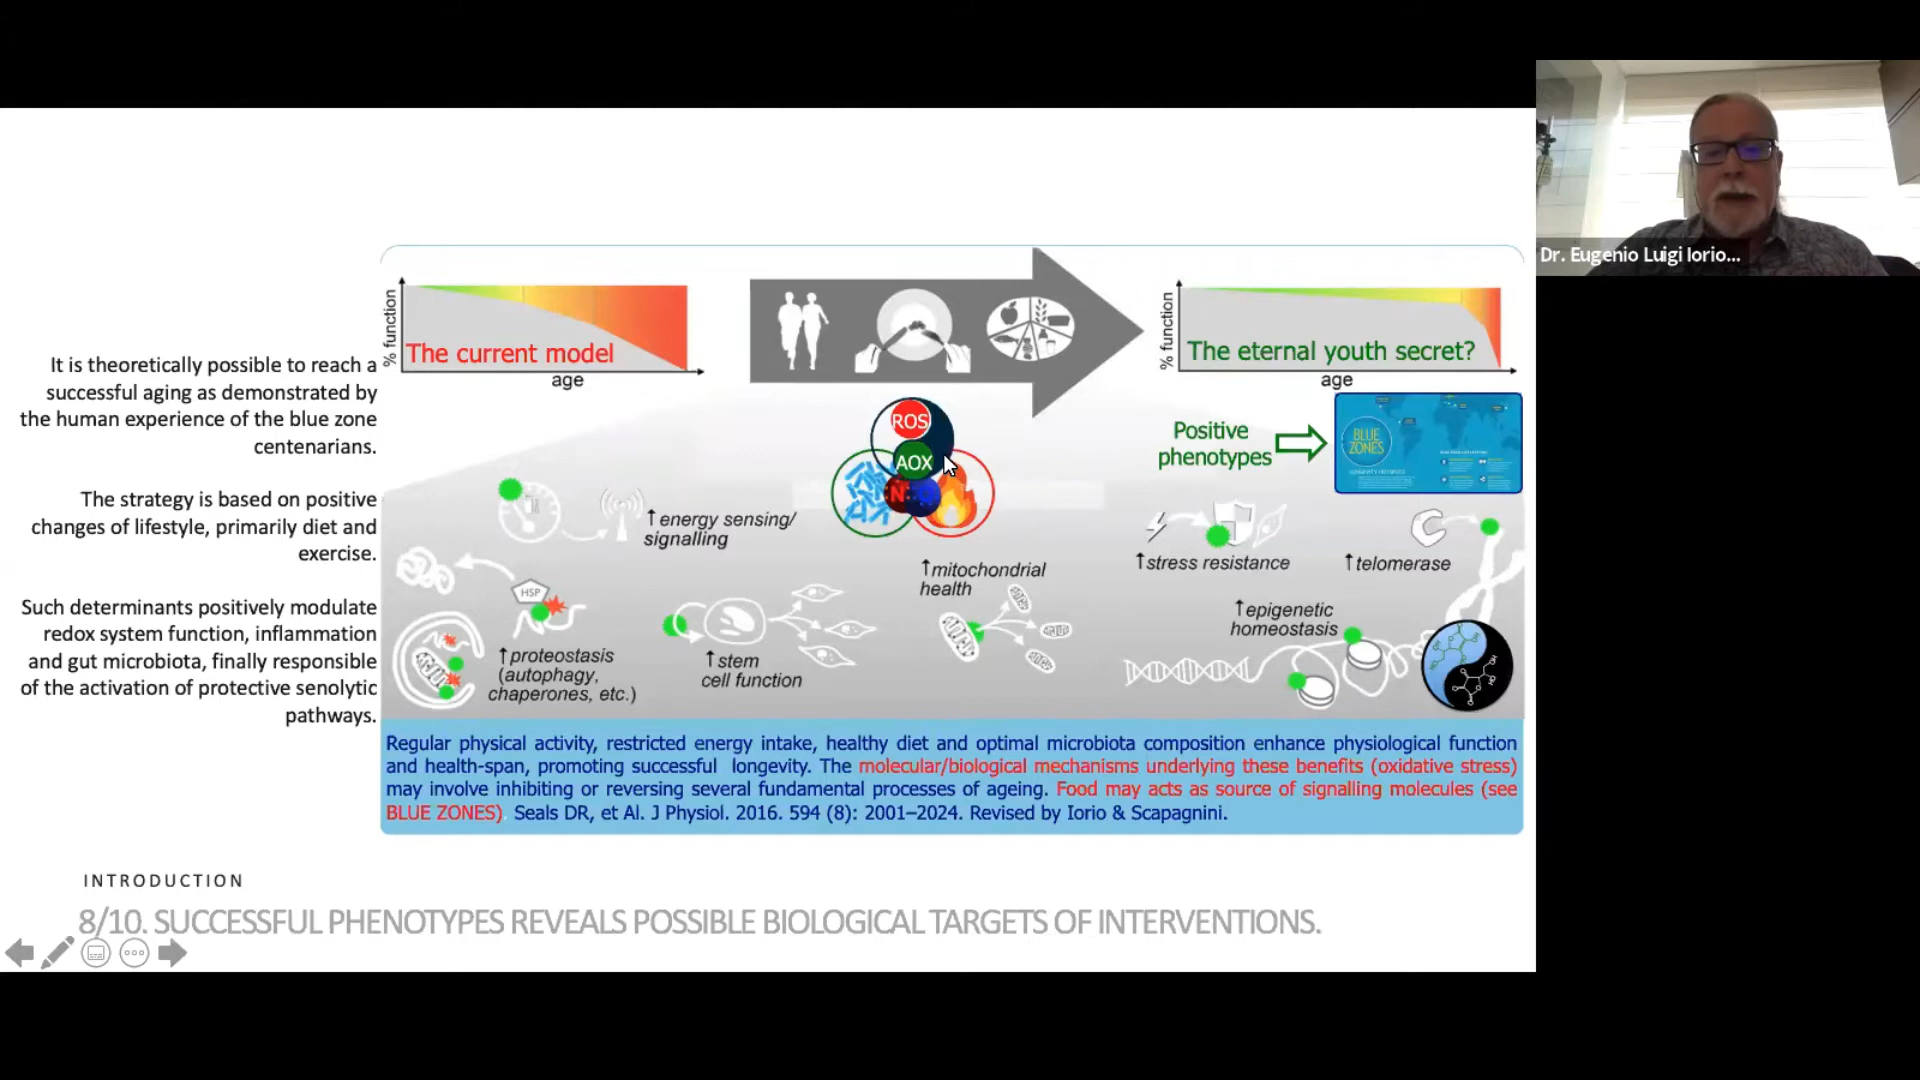 Dr. Eugenio Luigi Iorio...
% function
The current model
age
% function
The eternal youth secret?
age
It is theoretically possible to reach a
successful aging as demonstrated by
the human experience of the blue zone
centenarians.
The strategy is based on positive
changes of lifestyle, primarily diet and
exercise.
Such determinants positively modulate
redox system function, inflammation
and gut microbiota, finally responsible
of the activation of protective senolytic
pathways.
ROS
AOX
N
Positive
phenotypes
BLUE
ZONES
↑energy sensing/
signalling
↑mitochondrial
health
↑stress resistance
↑telomerase
HSP
↑proteostasis
(autophagy,
chaperones, etc.)
↑stem
cell function
↑epigenetic
homeostasis
Regular physical activity, restricted energy intake, healthy diet and optimal microbiota composition enhance physiological function
and health-span, promoting successful longevity. The molecular/biological mechanisms underlying these benefits (oxidative stress)
may involve inhibiting or reversing several fundamental processes of ageing. Food may acts as source of signalling molecules (see
BLUE ZONES). Seals DR, et Al. J Physiol. 2016. 594 (8): 2001–2024. Revised by Iorio & Scapagnini.
INTRODUCTION
8/10. SUCCESSFUL PHENOTYPES REVEALS POSSIBLE BIOLOGICAL TARGETS OF INTERVENTIONS.